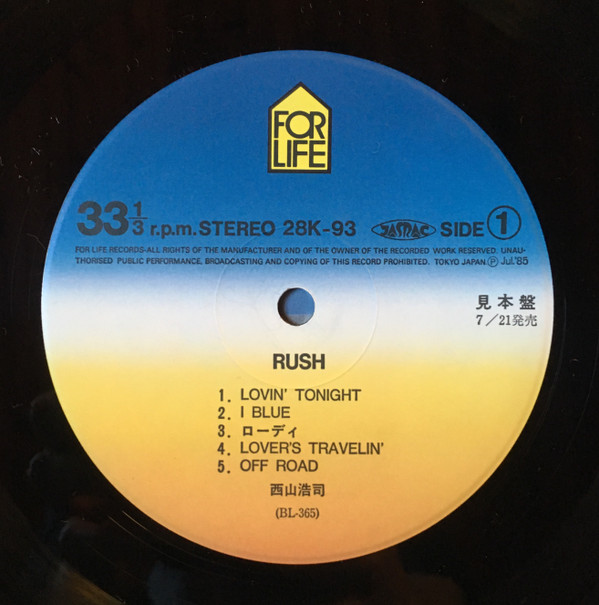 FOR
LIFE
33 1/3 r.p.m. STEREO 28K-93 JASRAC SIDE 1
FOR LIFE RECORDS-ALL RIGHTS OF THE MANUFACTURER AND OF THE OWNER OF THE RECORDED WORK RESERVED. UNAU-
THORISED PUBLIC PERFORMANCE, BROADCASTING AND COPYING OF THIS RECORD PROHIBITED. TOKYO JAPAN. Ⓟ Jul.'85
見本盤
7/21発売
RUSH
1. LOVIN' TONIGHT
2. I BLUE
3. ローディ
4. LOVER'S TRAVELIN'
5. OFF ROAD
西山浩司
(BL-365)